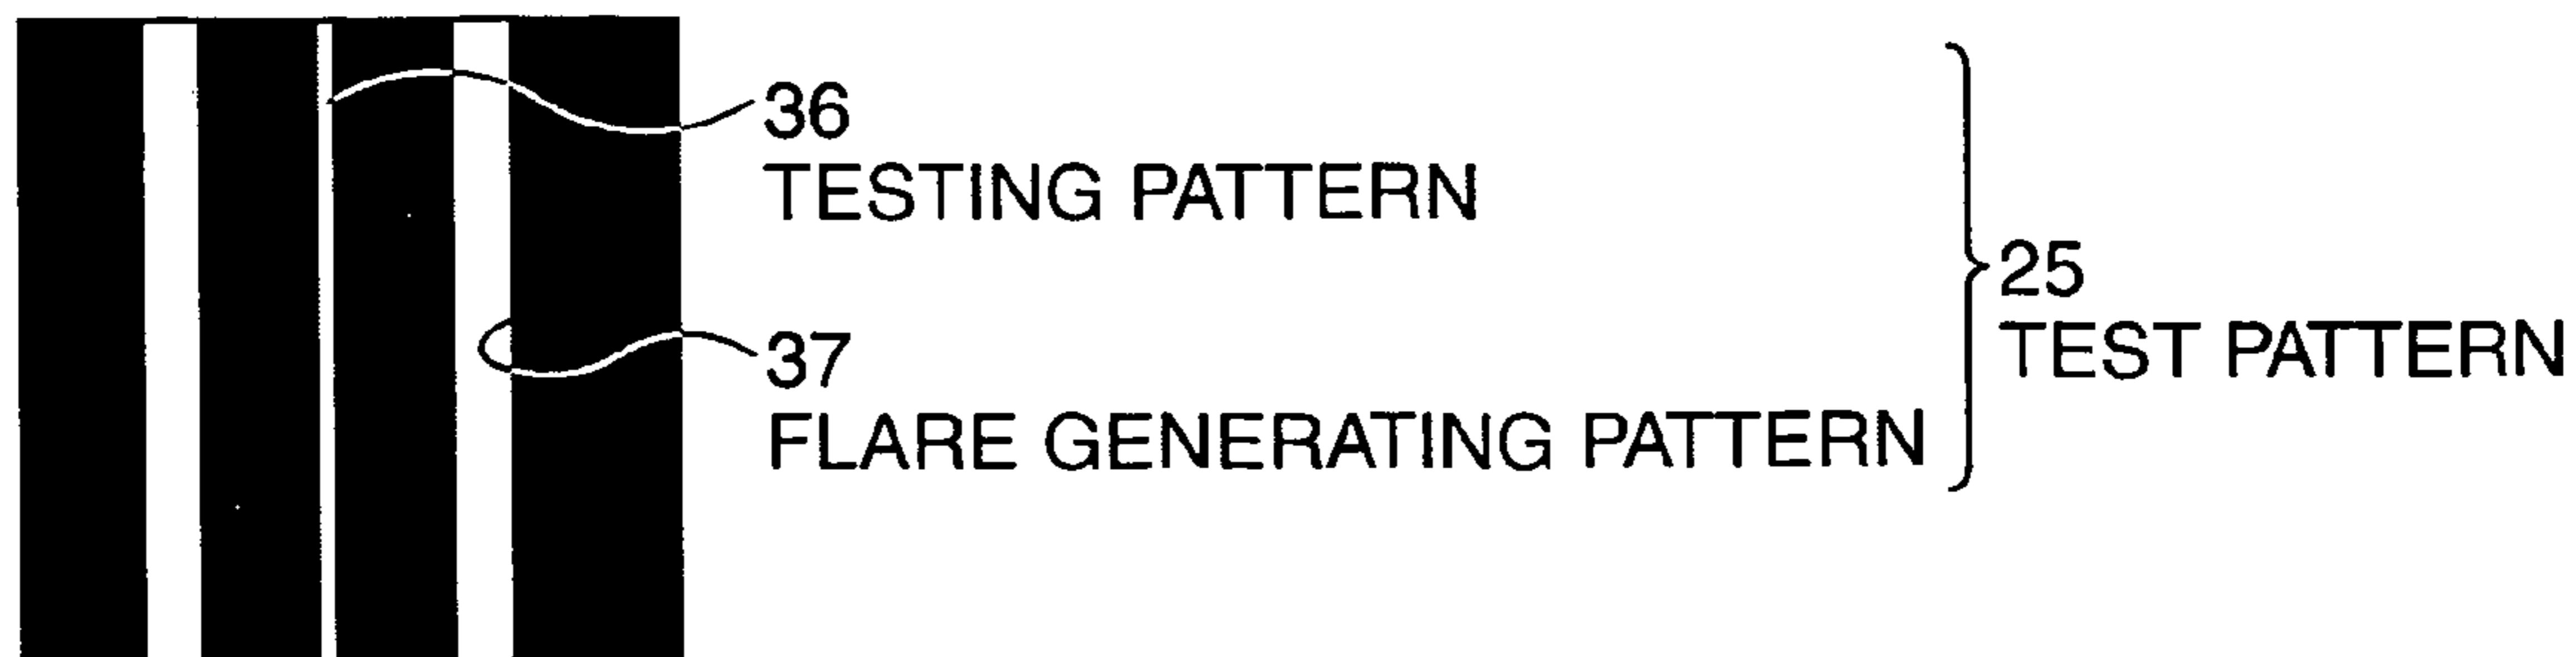 36
TESTING PATTERN
37
FLARE GENERATING PATTERN
25
TEST PATTERN